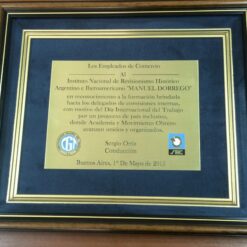 Los Empleados de Comercio
Al
Instituto Nacional de Revisionismo Histórico
Argentino e Iberoamericano "MANUEL DORREGO"
en reconocimiento a la formación brindada
hacia los delegados de comisiones internas,
con motivo del Día Internacional del Trabajo
por un proyecto de país inclusivo,
donde Academia y Movimiento Obrero
avanzan unidos y organizados.
Sergio Ortiz
Conducción
Buenos Aires, 1º de Mayo de